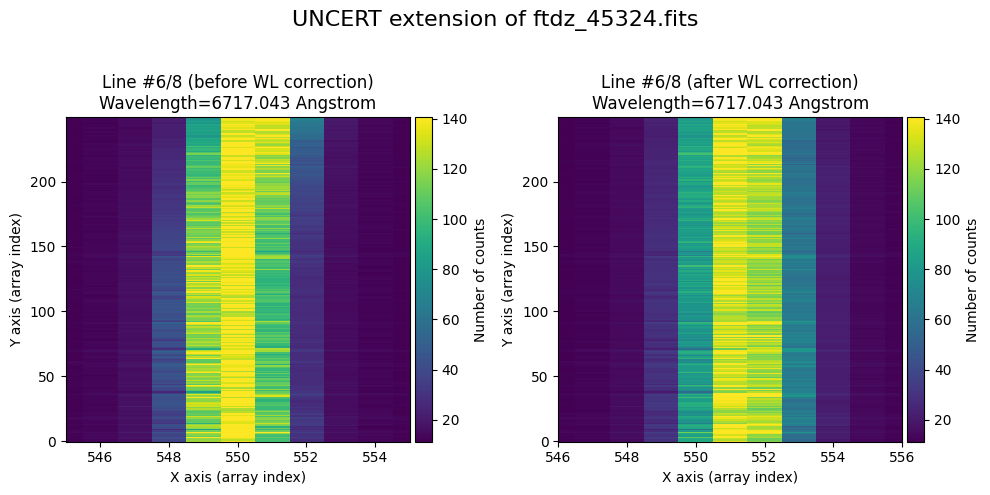 UNCERT extension of ftdz_45324.fits
Line #6/8 (before WL correction)
Wavelength=6717.043 Angstrom
Y axis (array index)
200
150
100
50
0
546 548 550 552 554
X axis (array index)
140
120
100
80
60
40
20
Number of counts
Line #6/8 (after WL correction)
Wavelength=6717.043 Angstrom
Y axis (array index)
200
150
100
50
0
546 548 550 552 554 556
X axis (array index)
140
120
100
80
60
40
20
Number of counts